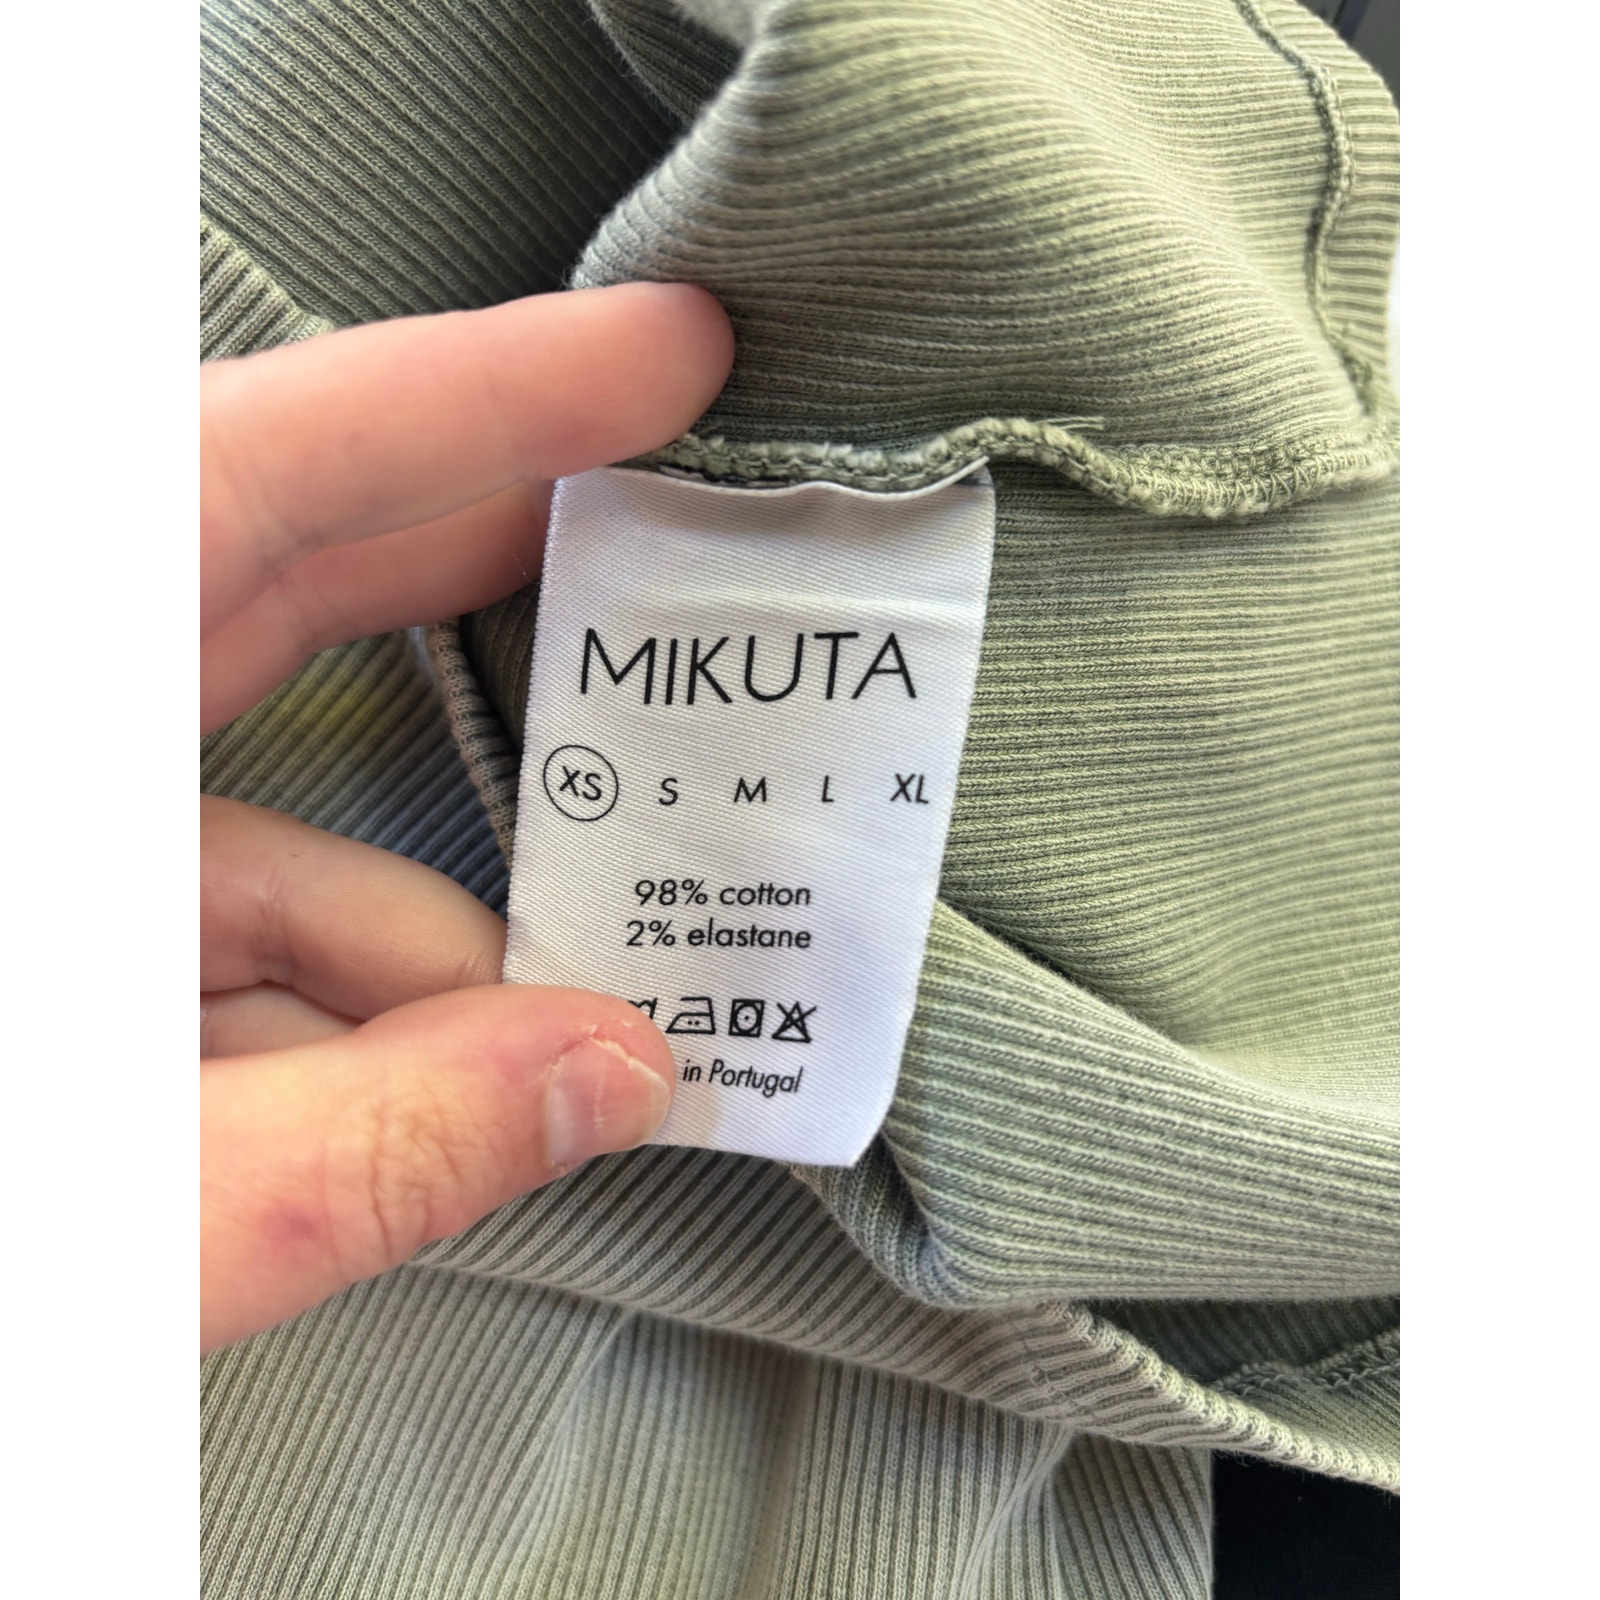 MIKUTA
XS S M L XL
98% cotton
2% elastane
in Portugal